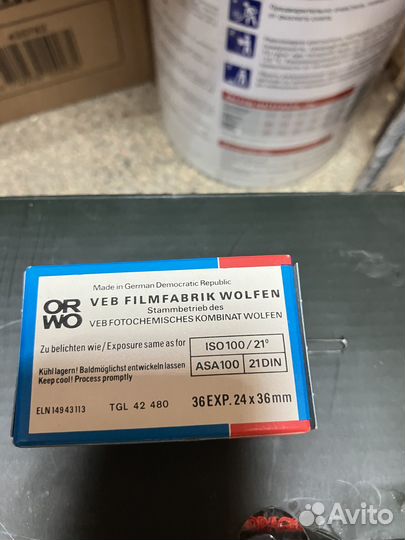 Made in German Democratic Republic
ORWO
VEB FILMFABRIK WOLFEN
Stammbetrieb des
VEB FOTOCHEMISCHES KOMBINAT WOLFEN
Zu belichten wie/Exposure same as for
ISO 100/21°
ASA 100 21 DIN
Kühl lagern! Baldmöglichst entwickeln lassen
Keep cool! Process promptly
ELN 149 43 113
TGL 42 480
36 EXP. 24 x 36 mm
Avito